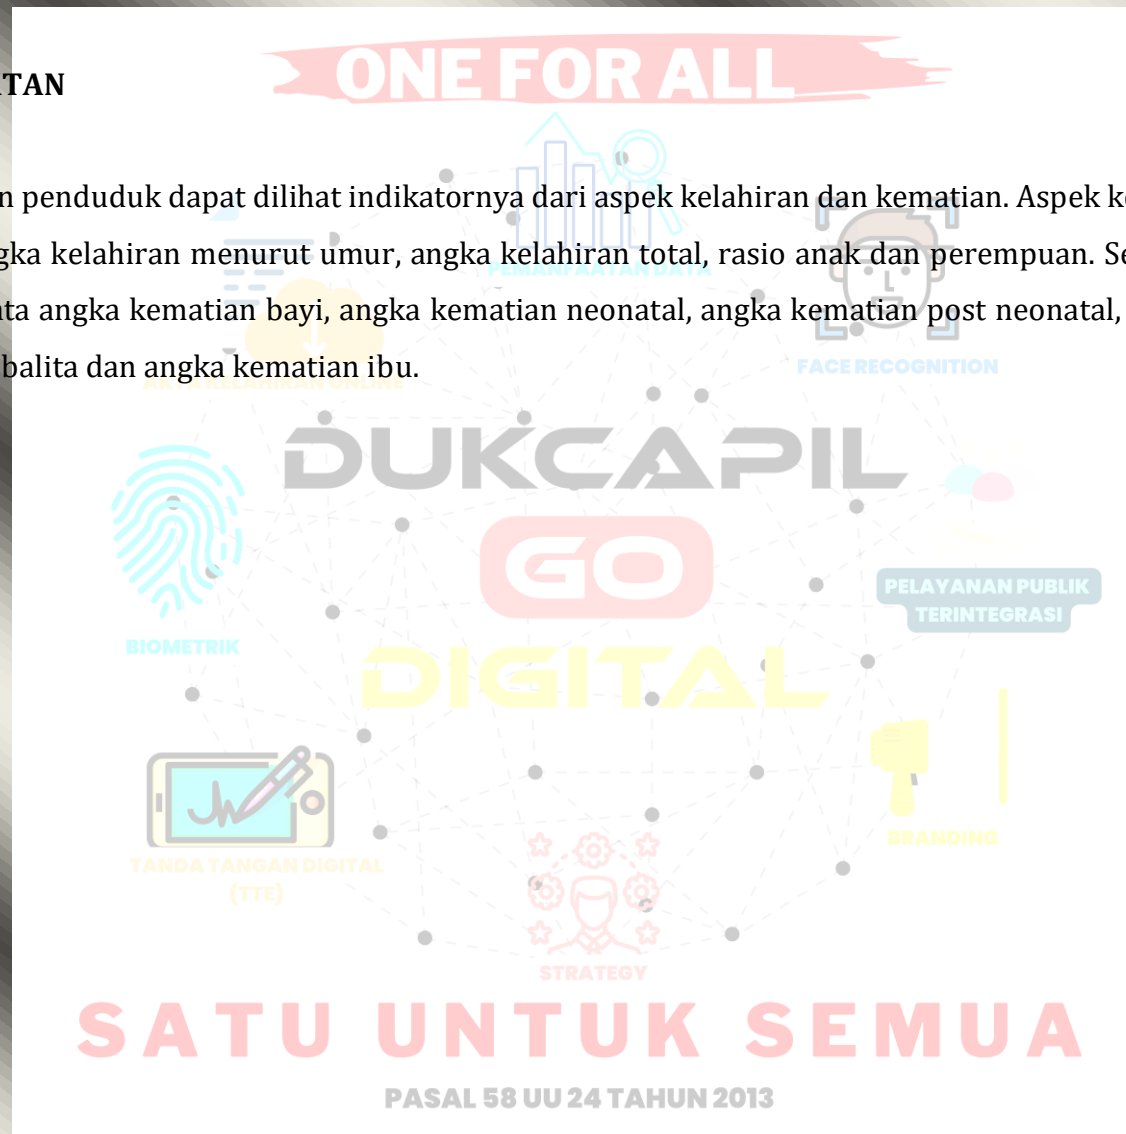 ONE FOR ALL
TAN
n penduduk dapat dilihat indikatornya dari aspek kelahiran dan kematian. Aspek ke
gka kelahiran menurut umur, angka kelahiran total, rasio anak dan perempuan. Se
PEMANFAATAN DATA
ta angka kematian bayi, angka kematian neonatal, angka kematian post neonatal,
balita dan angka kematian ibu.
FACE RECOGNITION
AKTA KELAHIRAN ONLINE
DUKCAPIL
GO
DIGITAL
PELAYANAN PUBLIK
TERINTEGRASI
BIOMETRIK
BRANDING
TANDA TANGAN DIGITAL
(TTE)
STRATEGY
SATU UNTUK SEMUA
PASAL 58 UU 24 TAHUN 2013